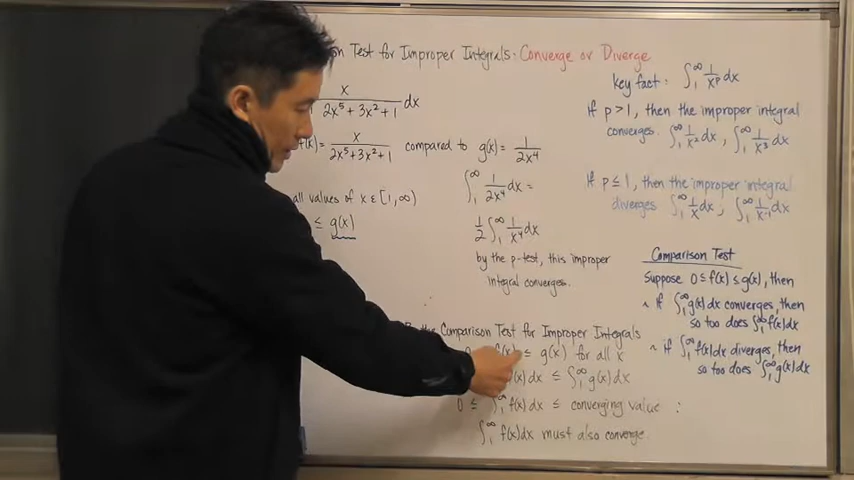 on Test for Improper Integrals: Converge or Diverge
x
2x⁵ + 3x² + 1 dx
f(x) = x / 2x⁵ + 3x² + 1 compared to g(x) = 1 / 2x⁴
all values of x ∈ [1, ∞)
≤ g(x)
∫₁^∞ 1/2x⁴ dx =
1/2 ∫₁^∞ 1/x⁴ dx
by the p-test, this improper
integral converges.
the Comparison Test for Improper Integrals
f(x) ≤ g(x) for all x
(x)dx ≤ ∫₁^∞ g(x)dx
0 ≤ ∫₁^∞ f(x)dx ≤ converging value :
∫₁^∞ f(x)dx must also converge.
Key fact: ∫₁^∞ 1/xᵖ dx
If p>1, then the improper integral
converges. ∫₁^∞ 1/x² dx, ∫₁^∞ 1/x³ dx
If p≤1, then the improper integral
diverges ∫₁^∞ 1/x dx, ∫₁^∞ 1/x⁻¹ dx
Comparison Test
Suppose 0≤f(x)≤g(x), then
~ if ∫₁^∞ g(x)dx converges, then
so too does ∫₁^∞ f(x)dx
~ if ∫₁^∞ f(x)dx diverges, then
so too does ∫₁^∞ g(x)dx